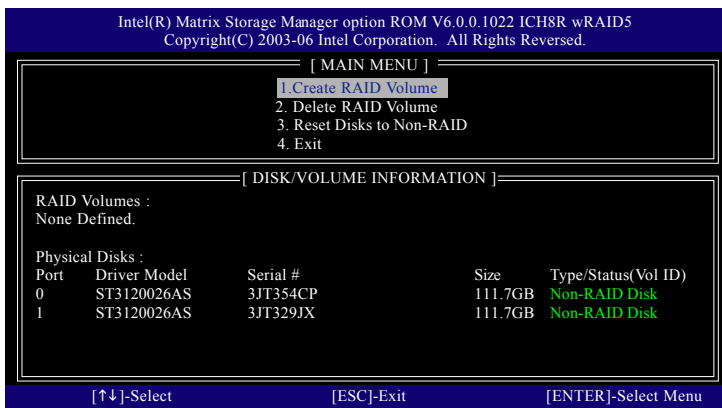 Intel(R) Matrix Storage Manager option ROM V6.0.0.1022 ICH8R wRAID5
Copyright(C) 2003-06 Intel Corporation. All Rights Reversed.
[ MAIN MENU ]
1.Create RAID Volume
2. Delete RAID Volume
3. Reset Disks to Non-RAID
4. Exit
[ DISK/VOLUME INFORMATION ]
RAID Volumes :
None Defined.
Physical Disks :
Port Driver Model Serial # Size Type/Status(Vol ID)
0 ST3120026AS 3JT354CP 111.7GB Non-RAID Disk
1 ST3120026AS 3JT329JX 111.7GB Non-RAID Disk
[↑↓]-Select [ESC]-Exit [ENTER]-Select Menu